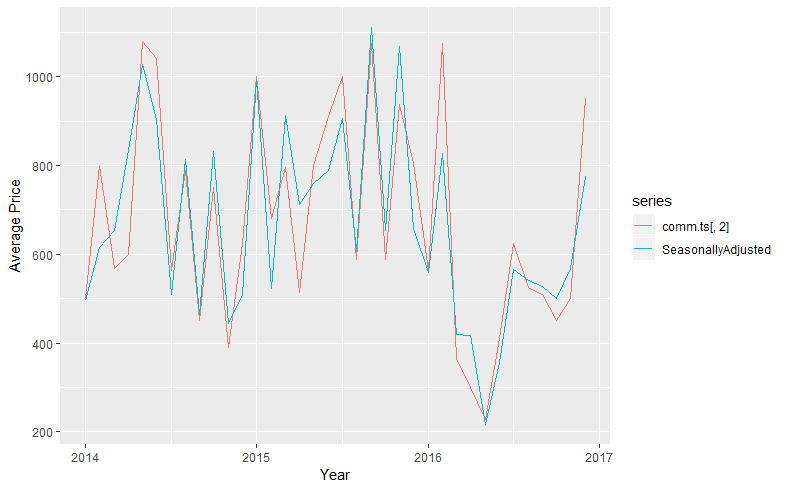 1000
800
600
400
200
Average Price
2014
2015
2016
2017
Year
series
comm.ts[, 2]
SeasonallyAdjusted